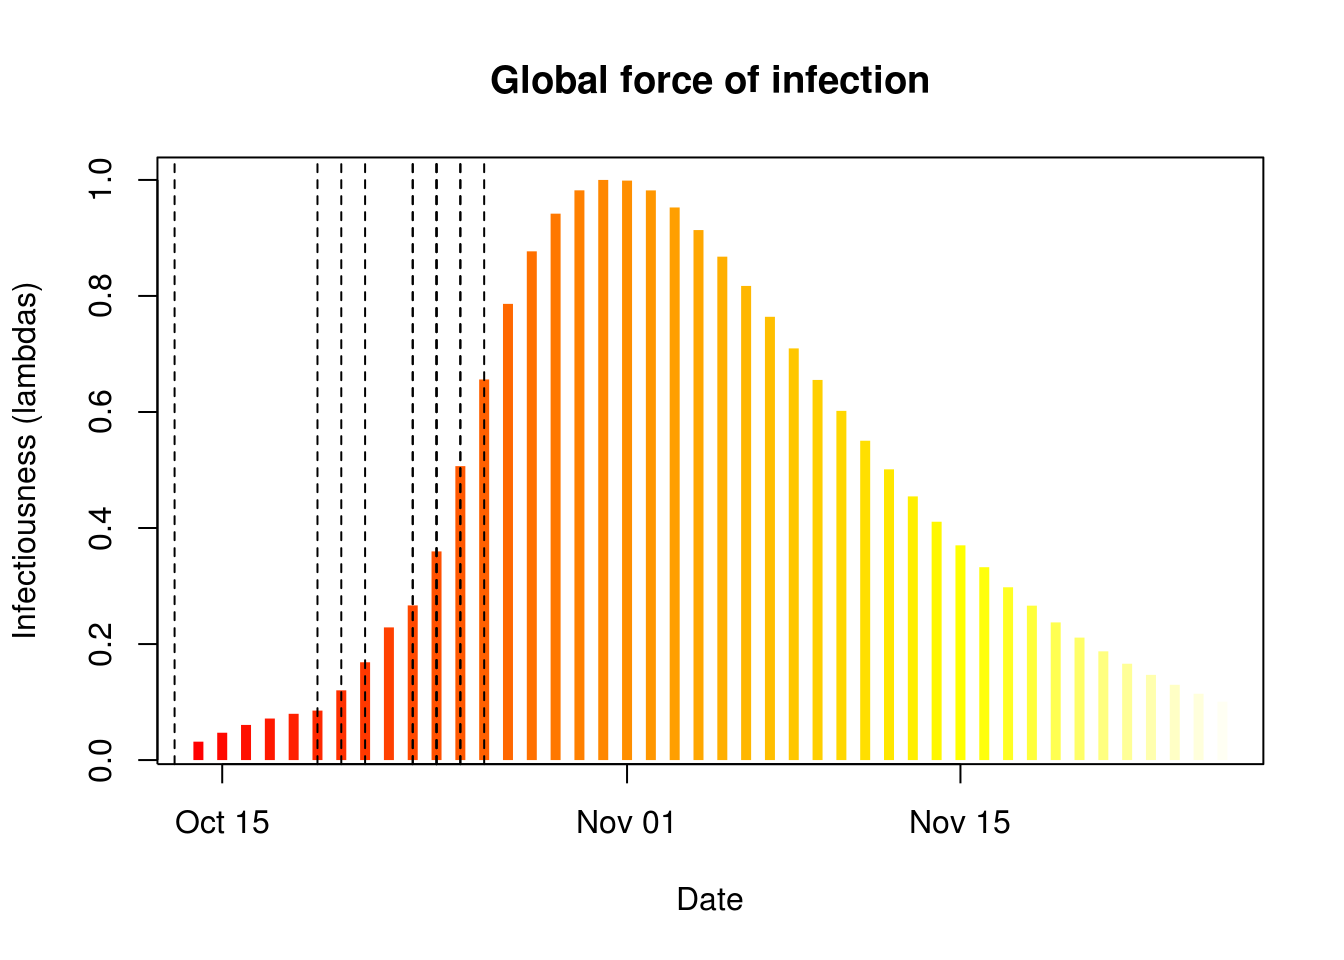 Global force of infection
Infectiousness (lambdas)
1.0
0.8
0.6
0.4
0.2
0.0
Oct 15
Nov 01
Nov 15
Date